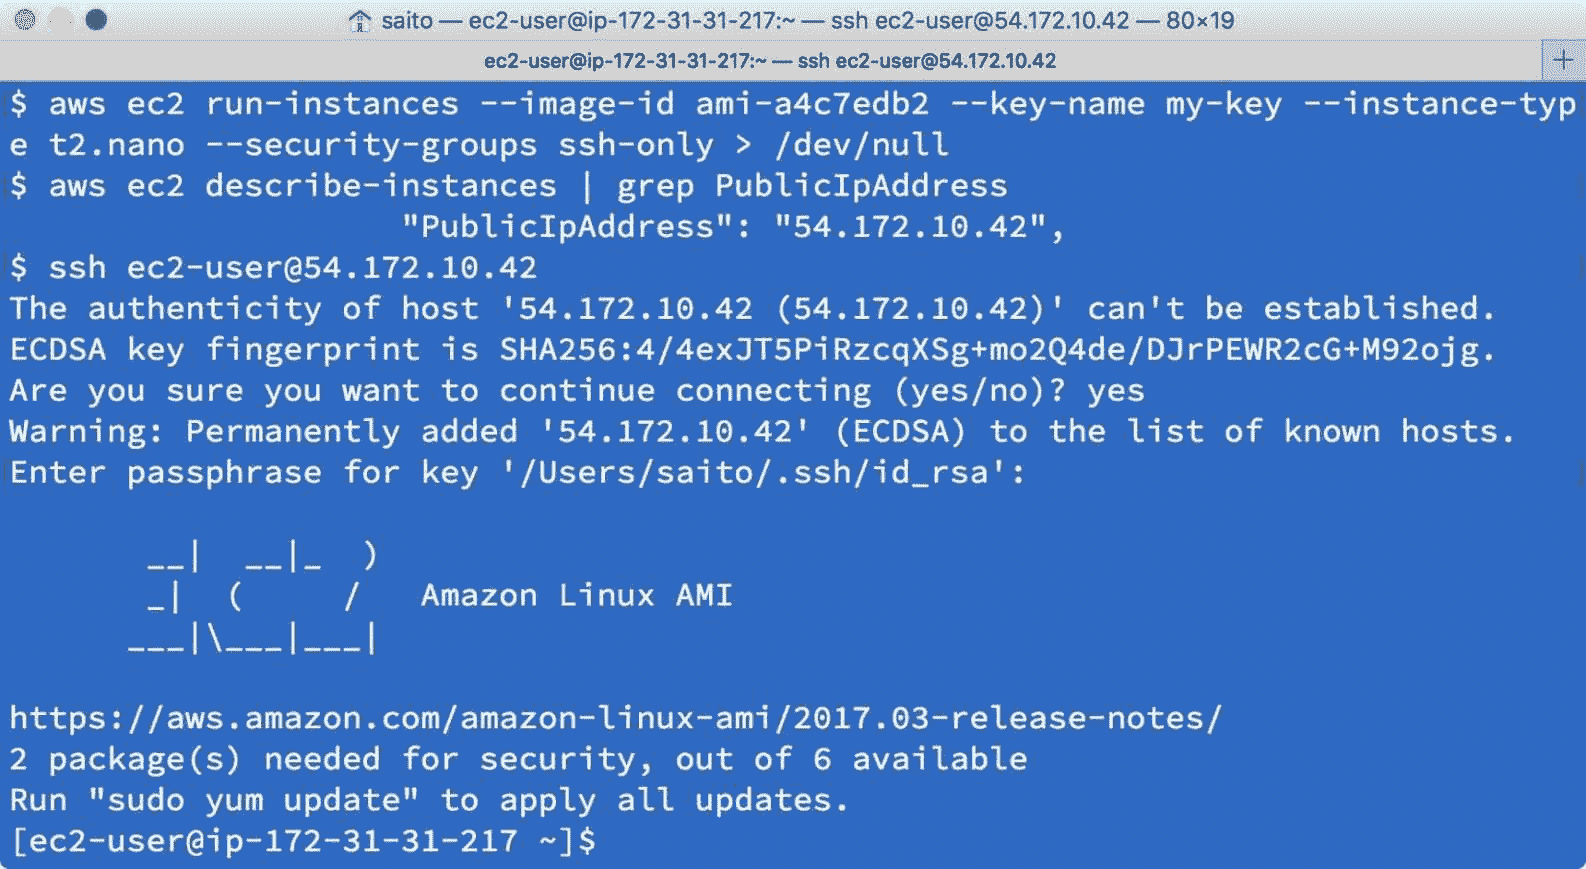 saito — ec2-user@ip-172-31-31-217:~ — ssh ec2-user@54.172.10.42 — 80×19
ec2-user@ip-172-31-31-217:~ — ssh ec2-user@54.172.10.42 +
$ aws ec2 run-instances --image-id ami-a4c7edb2 --key-name my-key --instance-typ
e t2.nano --security-groups ssh-only > /dev/null
$ aws ec2 describe-instances | grep PublicIpAddress
                    "PublicIpAddress": "54.172.10.42",
$ ssh ec2-user@54.172.10.42
The authenticity of host '54.172.10.42 (54.172.10.42)' can't be established.
ECDSA key fingerprint is SHA256:4/4exJT5PiRzcqXSg+mo2Q4de/DJrPEWR2cG+M92ojg.
Are you sure you want to continue connecting (yes/no)? yes
Warning: Permanently added '54.172.10.42' (ECDSA) to the list of known hosts.
Enter passphrase for key '/Users/saito/.ssh/id_rsa':

       __|  __|_  )
       _|  (     /   Amazon Linux AMI
      ___|\___|___|

https://aws.amazon.com/amazon-linux-ami/2017.03-release-notes/
2 package(s) needed for security, out of 6 available
Run "sudo yum update" to apply all updates.
[ec2-user@ip-172-31-31-217 ~]$